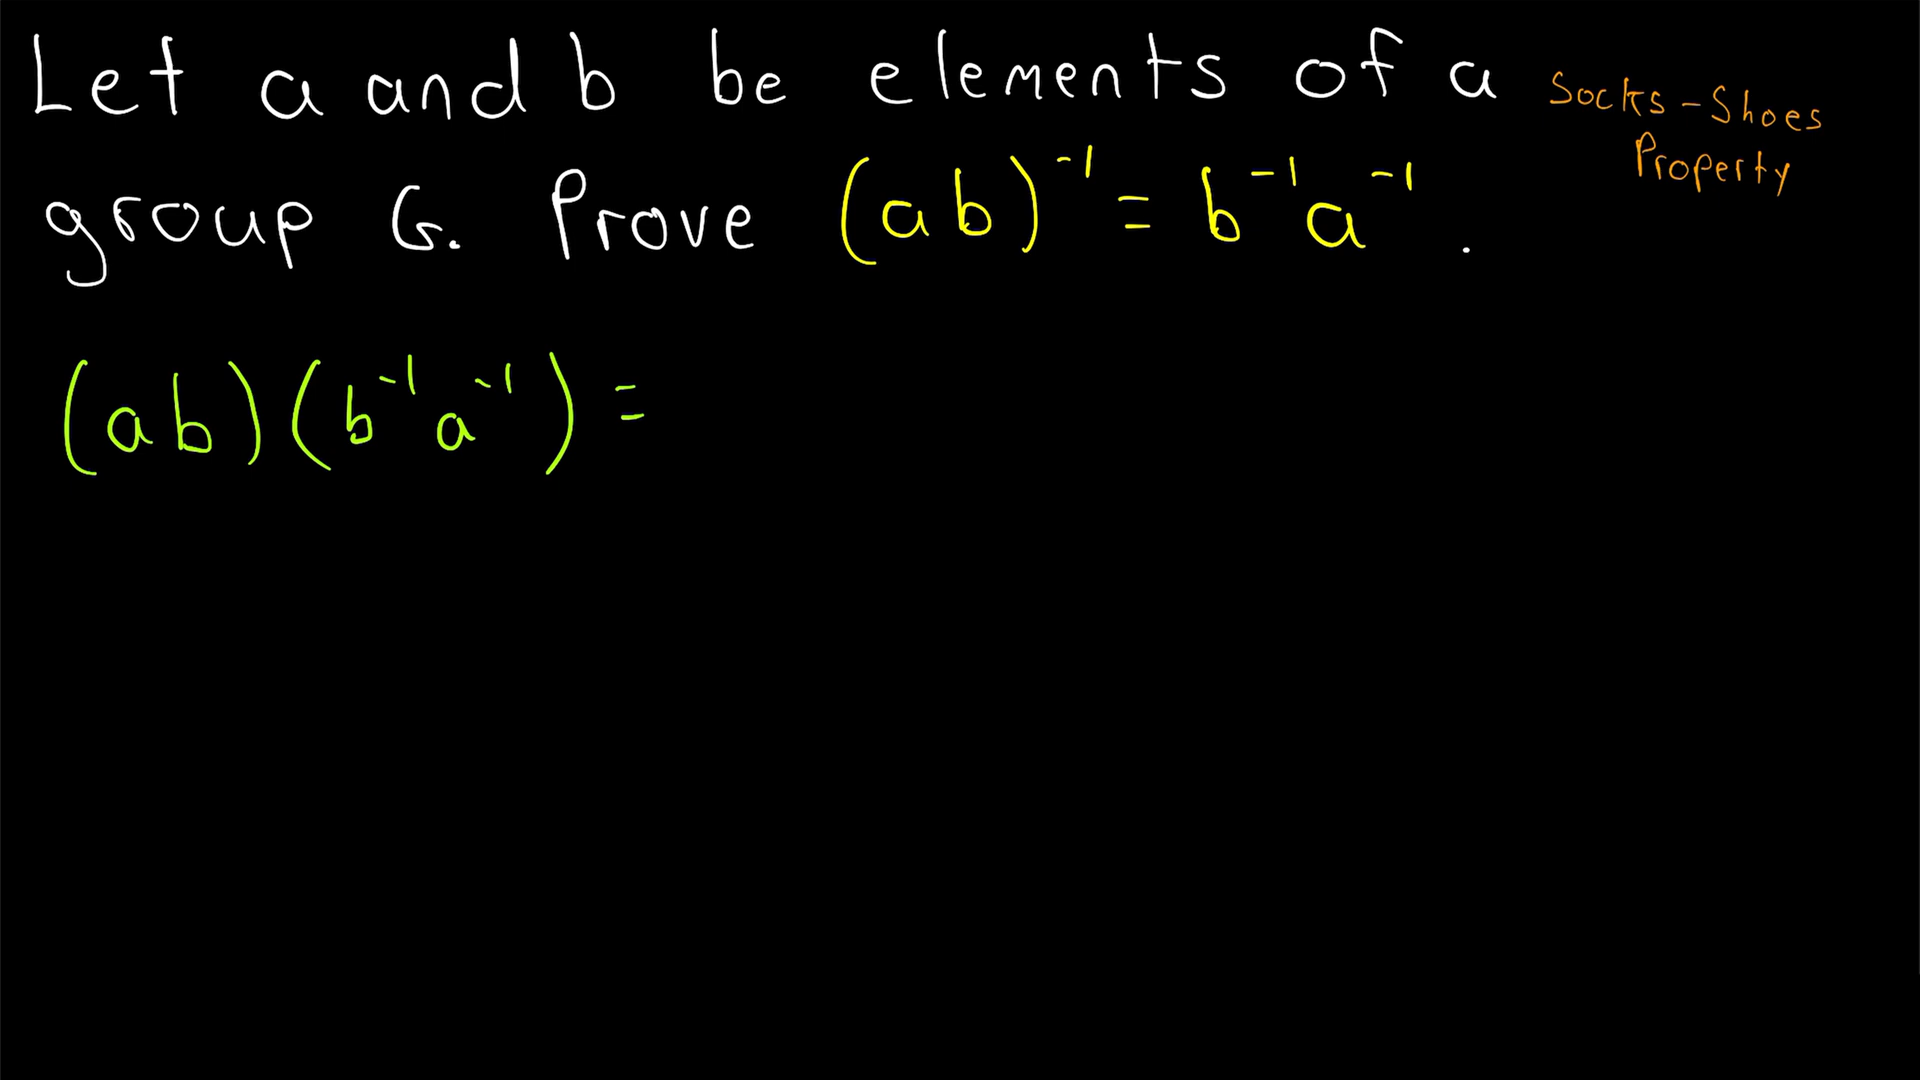 Let a and b be elements of a
group G. Prove (ab)⁻¹ = b⁻¹a⁻¹.
Socks-Shoes
Property
(ab)(b⁻¹a⁻¹) =